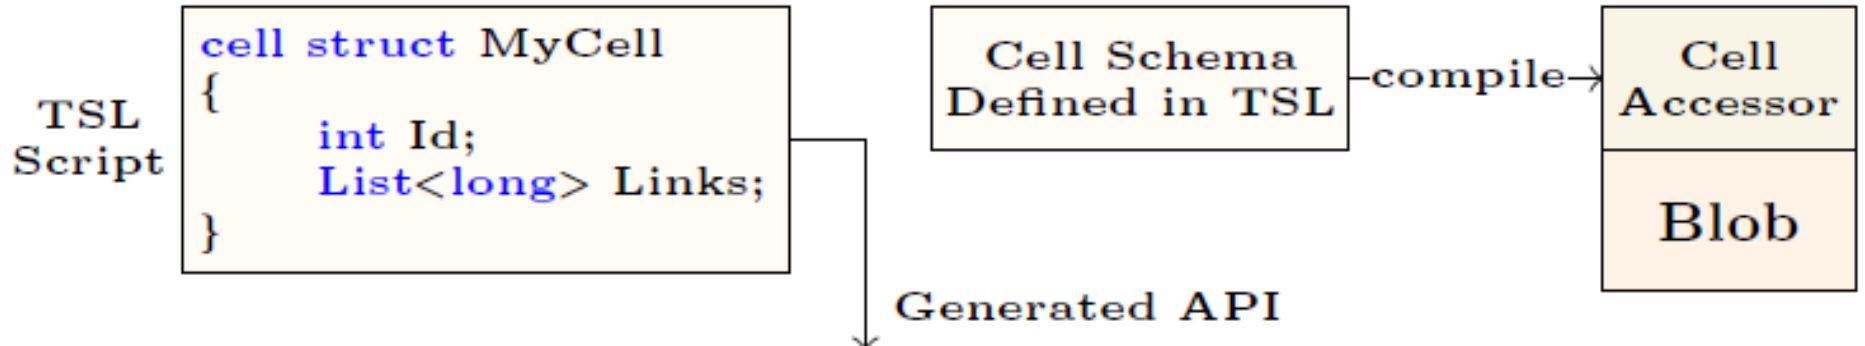 TSL
Script
cell struct MyCell
{
int Id;
List<long> Links;
}
Cell Schema
Defined in TSL
compile
Cell
Accessor
Blob
Generated API